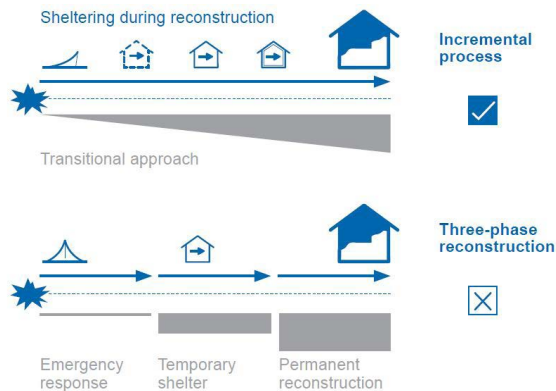 Sheltering during reconstruction
Incremental
process
Transitional approach
Three-phase
reconstruction
Emergency
response
Temporary
shelter
Permanent
reconstruction